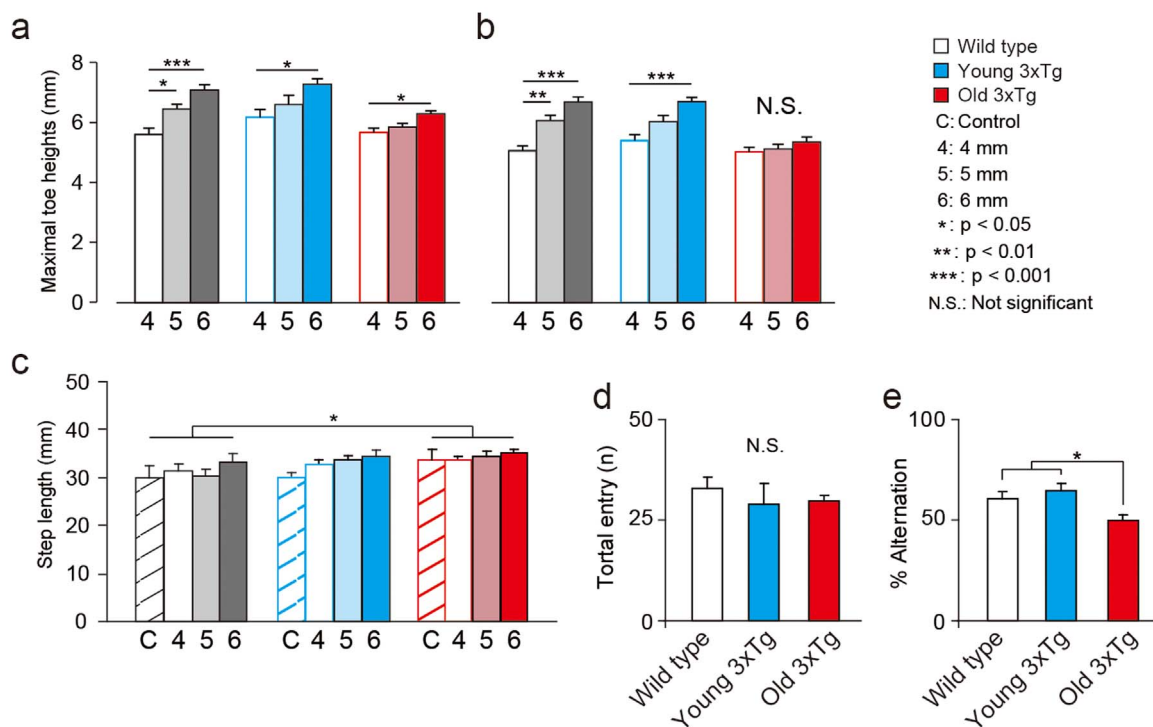 a
Maximal toe heights (mm)
8
6
4
2
0
***
*
*
*
4 5 6 4 5 6 4 5 6
b
***
**
***
N.S.
4 5 6 4 5 6 4 5 6
Wild type
Young 3xTg
Old 3xTg
C: Control
4: 4 mm
5: 5 mm
6: 6 mm
*: p < 0.05
**: p < 0.01
***: p < 0.001
N.S.: Not significant
c
Step length (mm)
50
40
30
20
10
0
*
C 4 5 6 C 4 5 6 C 4 5 6
d
Tortal entry (n)
50
25
0
N.S.
Wild type
Young 3xTg
Old 3xTg
e
% Alternation
100
50
0
*
Wild type
Young 3xTg
Old 3xTg